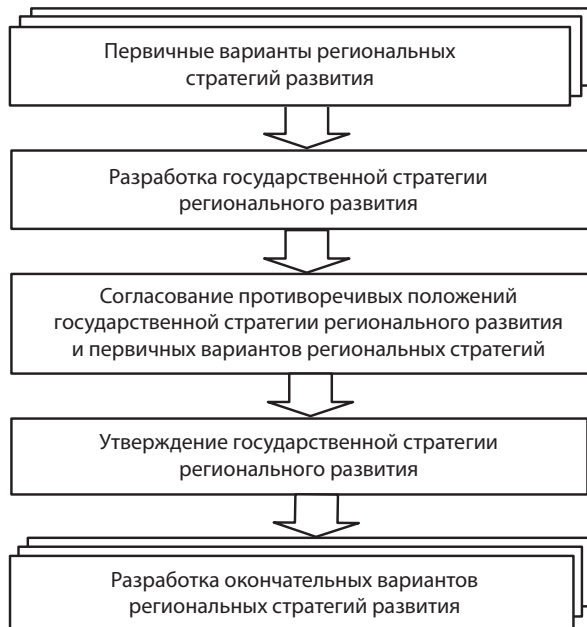 Первичные варианты региональных
стратегий развития
Разработка государственной стратегии
регионального развития
Согласование противоречивых положений
государственной стратегии регионального развития
и первичных вариантов региональных стратегий
Утверждение государственной стратегии
регионального развития
Разработка окончательных вариантов
региональных стратегий развития